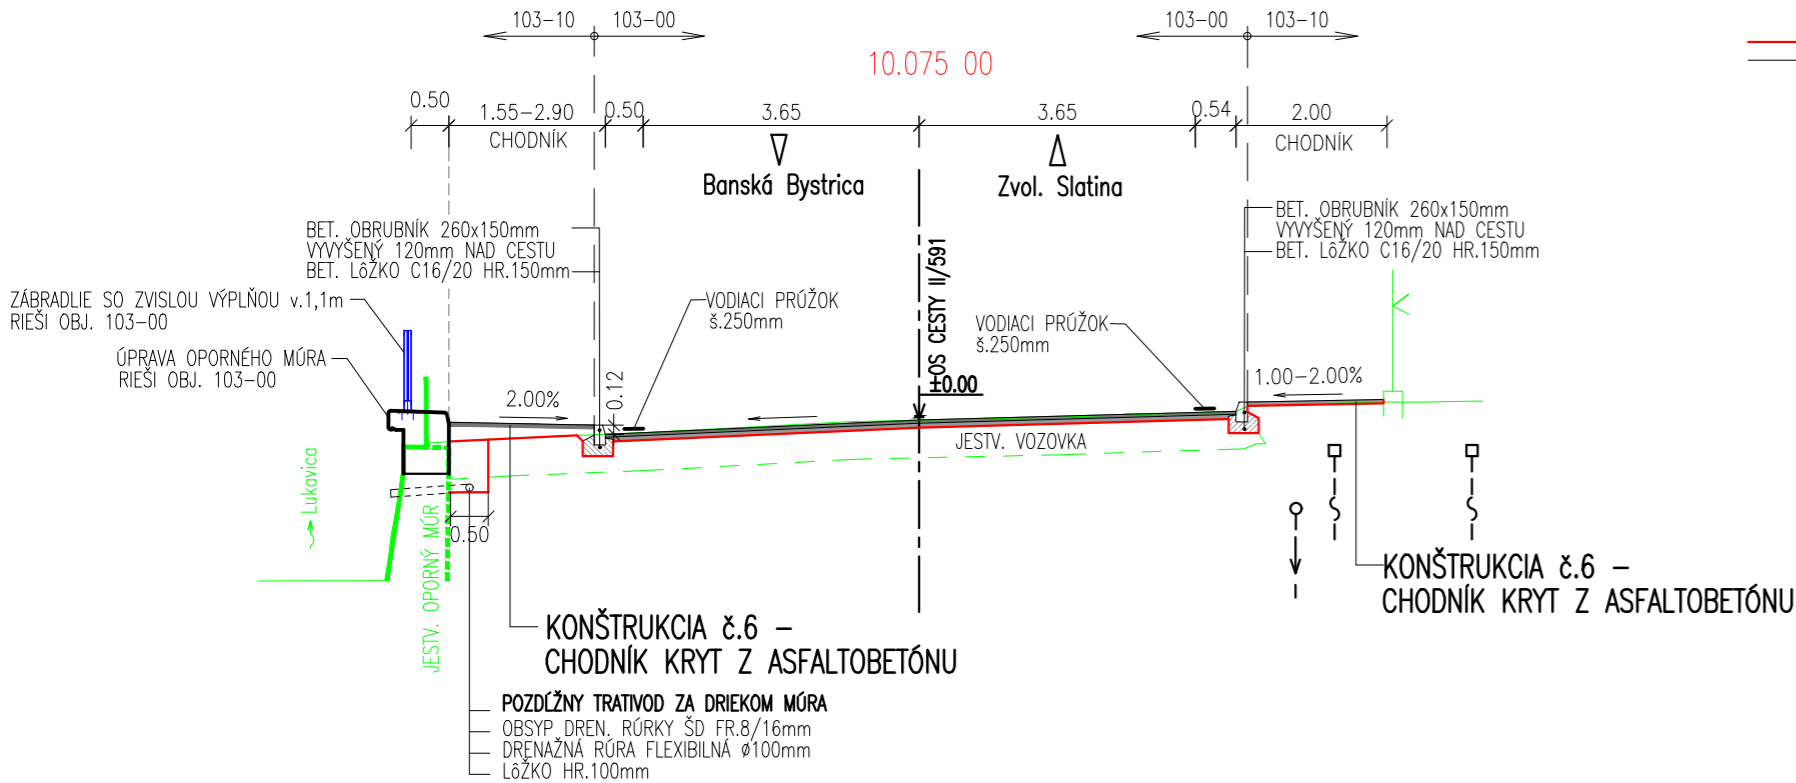 103-10 103-00
103-00 103-10
10.075 00
0.50 1.55-2.90 0.50 3.65 3.65 0.54 2.00
CHODNÍK
CHODNÍK
Banská Bystrica
Zvol. Slatina
BET. OBRUBNÍK 260x150mm
VYVYŠENÝ 120mm NAD CESTU
BET. LôŽKO C16/20 HR.150mm
BET. OBRUBNÍK 260x150mm
VYVYŠENÝ 120mm NAD CESTU
BET. LôŽKO C16/20 HR.150mm
OS CESTY II/591
±0.00
ZÁBRADLIE SO ZVISLOU VÝPLŇOU v.1,1m
RIEŠI OBJ. 103-00
VODIACI PRÚŽOK
š.250mm
VODIACI PRÚŽOK
š.250mm
ÚPRAVA OPORNÉHO MÚRA
RIEŠI OBJ. 103-00
2.00%
0.12
1.00-2.00%
JESTV. VOZOVKA
Lukavica
JESTV. OPORNÝ MÚR
0.50
KONŠTRUKCIA č.6 –
CHODNÍK KRYT Z ASFALTOBETÓNU
KONŠTRUKCIA č.6 –
CHODNÍK KRYT Z ASFALTOBETÓNU
POZDĹŽNY TRATIVOD ZA DRIEKOM MÚRA
OBSYP DREN. RÚRKY ŠD FR.8/16mm
DRENAŽNÁ RÚRA FLEXIBILNÁ ø100mm
LôŽKO HR.100mm